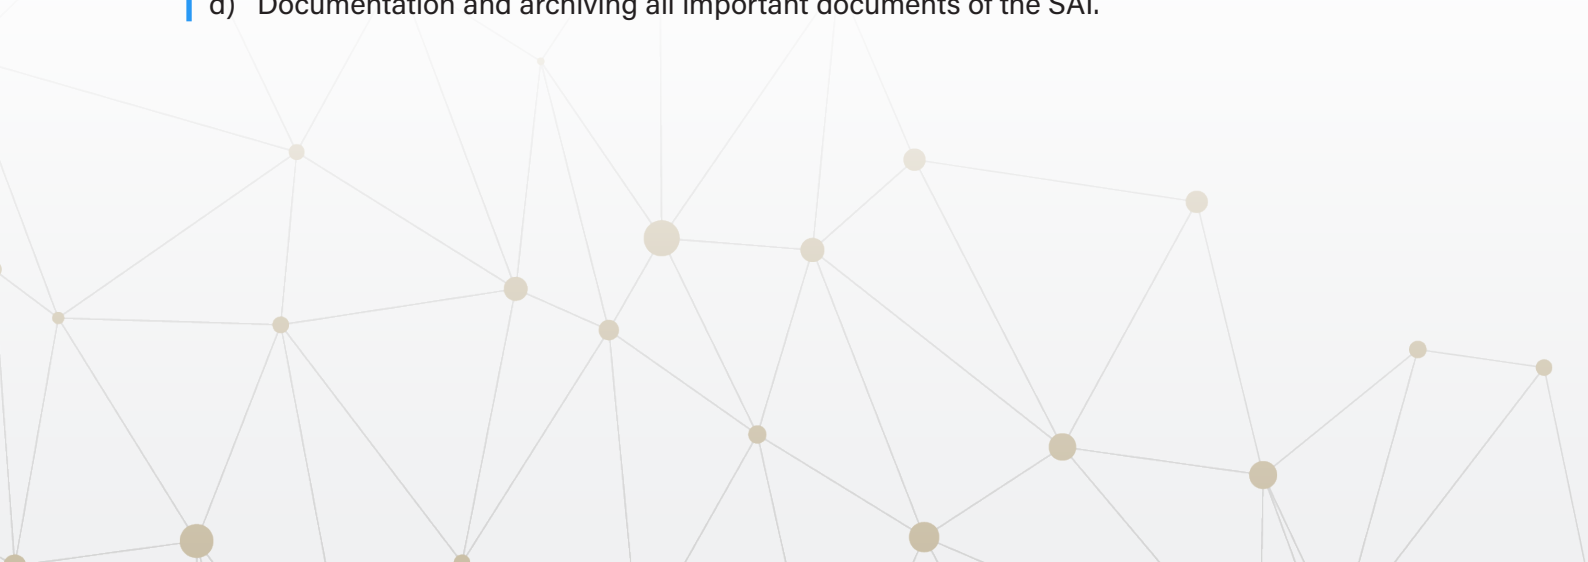 d) Documentation and archiving all important documents of the SAI.